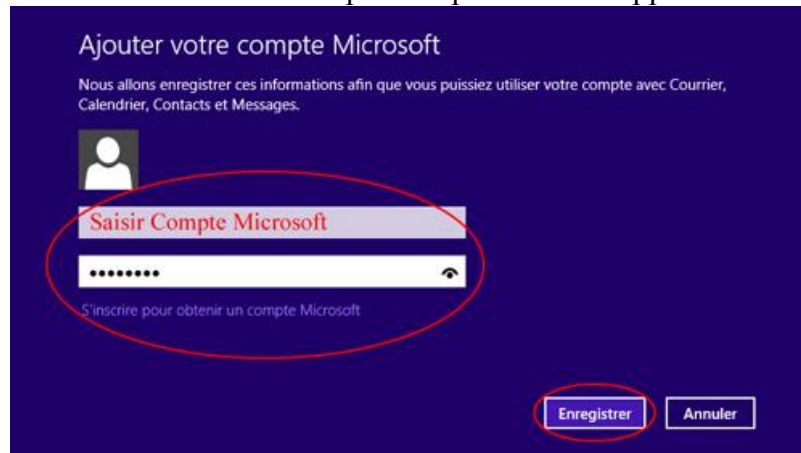 Ajouter votre compte Microsoft
Nous allons enregistrer ces informations afin que vous puissiez utiliser votre compte avec Courrier,
Calendrier, Contacts et Messages.
Saisir Compte Microsoft
••••••••
S'inscrire pour obtenir un compte Microsoft
Enregistrer Annuler